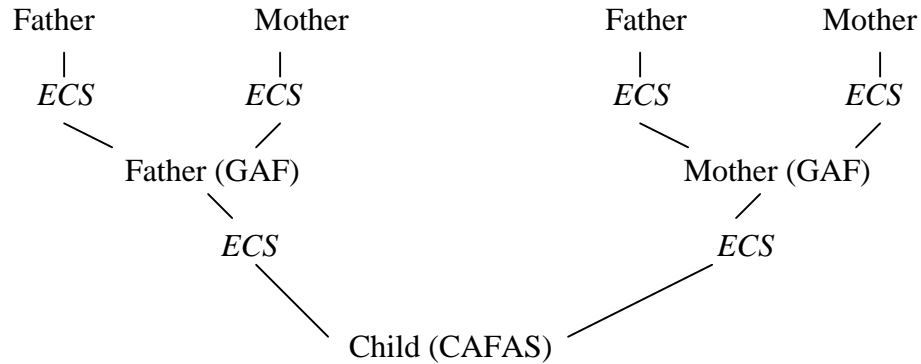 Father Mother Father Mother
ECS ECS ECS ECS
Father (GAF) Mother (GAF)
ECS ECS
Child (CAFAS)